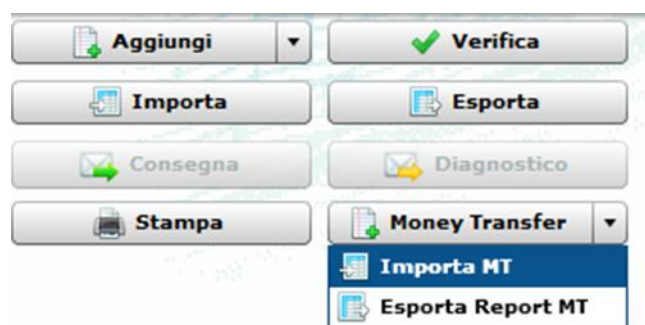 Aggiungi
Verifica
Importa
Esporta
Consegna
Diagnostico
Stampa
Money Transfer
Importa MT
Esporta Report MT